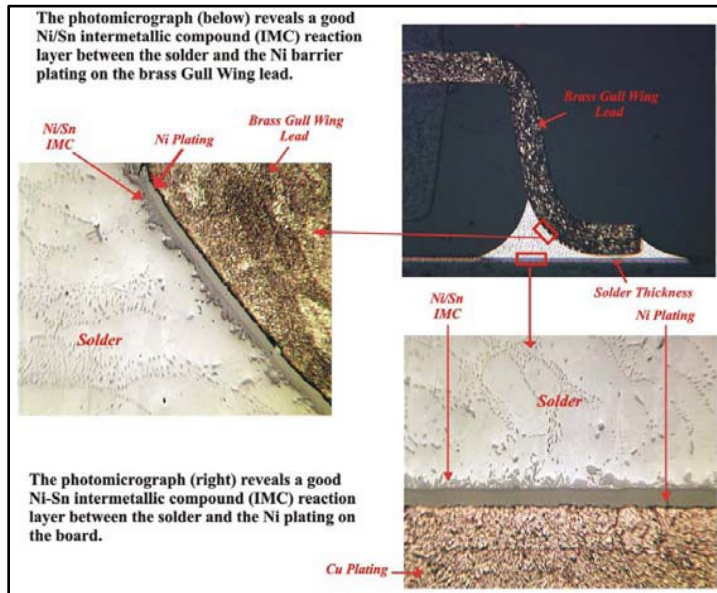 The photomicrograph (below) reveals a good
Ni/Sn intermetallic compound (IMC) reaction
layer between the solder and the Ni barrier
plating on the brass Gull Wing lead.
Brass Gull Wing
Lead
Ni/Sn
IMC
Ni Plating
Brass Gull Wing
Lead
Solder
Solder Thickness
Ni/Sn
IMC
Ni Plating
Solder
The photomicrograph (right) reveals a good
Ni-Sn intermetallic compound (IMC) reaction
layer between the solder and the Ni plating on
the board.
Cu Plating